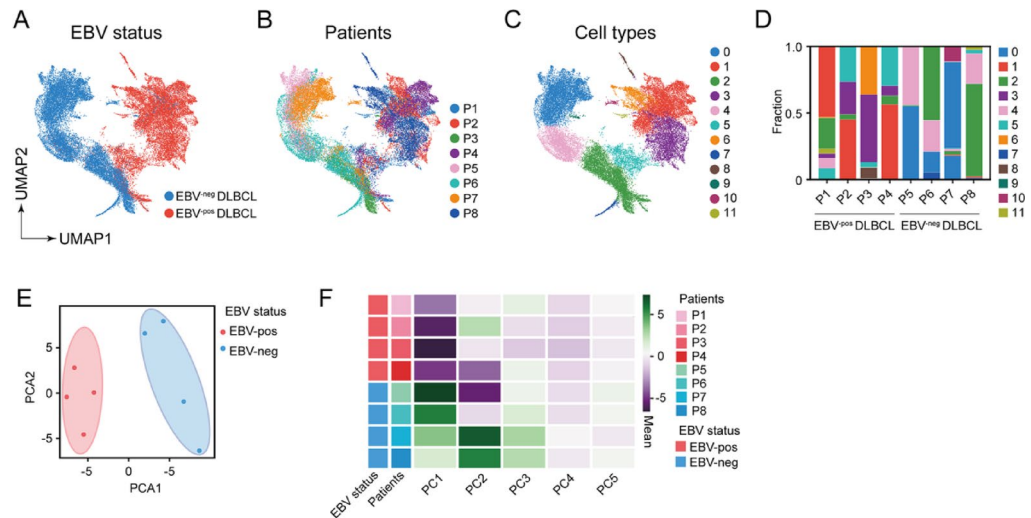 A
EBV status
UMAP2
UMAP1
EBV-neg DLBCL
EBV-pos DLBCL
B
Patients
P1
P2
P3
P4
P5
P6
P7
P8
C
Cell types
0
1
2
3
4
5
6
7
8
9
10
11
D
Fraction
1.0
0.5
0
P1 P2 P3 P4 P5 P6 P7 P8
EBV-pos DLBCL EBV-neg DLBCL
0
1
2
3
4
5
6
7
8
9
10
11
E
PCA2
5
0
-5
-5 0 -5
PCA1
EBV status
EBV-pos
EBV-neg
F
EBV status Patients PC1 PC2 PC3 PC4 PC5
5
0
-5
Mean
Patients
P1
P2
P3
P4
P5
P6
P7
P8
EBV status
EBV-pos
EBV-neg